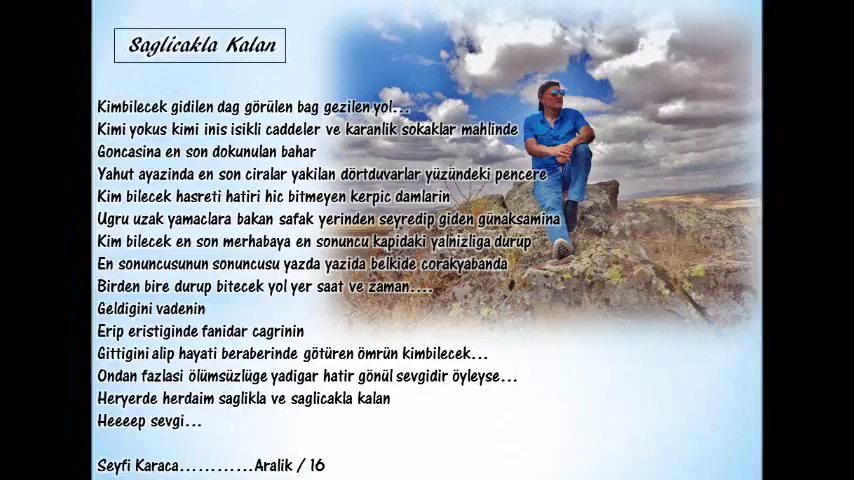 Saglicakla Kalan
Kimbilecek gidilen dag görülen bag gezilen yol...
Kimi yokus kimi inis isikli caddeler ve karanlik sokaklar mahlinde
Goncasina en son dokunulan bahar
Yahut ayazinda en son ciralar yakilan dörtduvarlar yüzündeki pencere
Kim bilecek hasreti hatiri hic bitmeyen kerpic damlarin
Ugru uzak yamaclara bakan safak yerinden seyredip giden günaksamina
Kim bilecek en son merhabaya en sonuncu kapidaki yalnizliga durup
En sonuncusunun sonuncusu yazda yazida belkide corakyabanda
Birden bire durup bitecek yol yer saat ve zaman....
Geldigini vadenin
Erip eristiginde fanidar cagrinin
Gittigini alip hayati beraberinde götüren ömrün kimbilecek...
Ondan fazlasi ölümsüzlüge yadigar hatir gönül sevgidir öyleyse...
Heryerde herdaim saglikla ve saglicakla kalan
Heeeep sevgi...
Seyfi Karaca............Aralik / 16